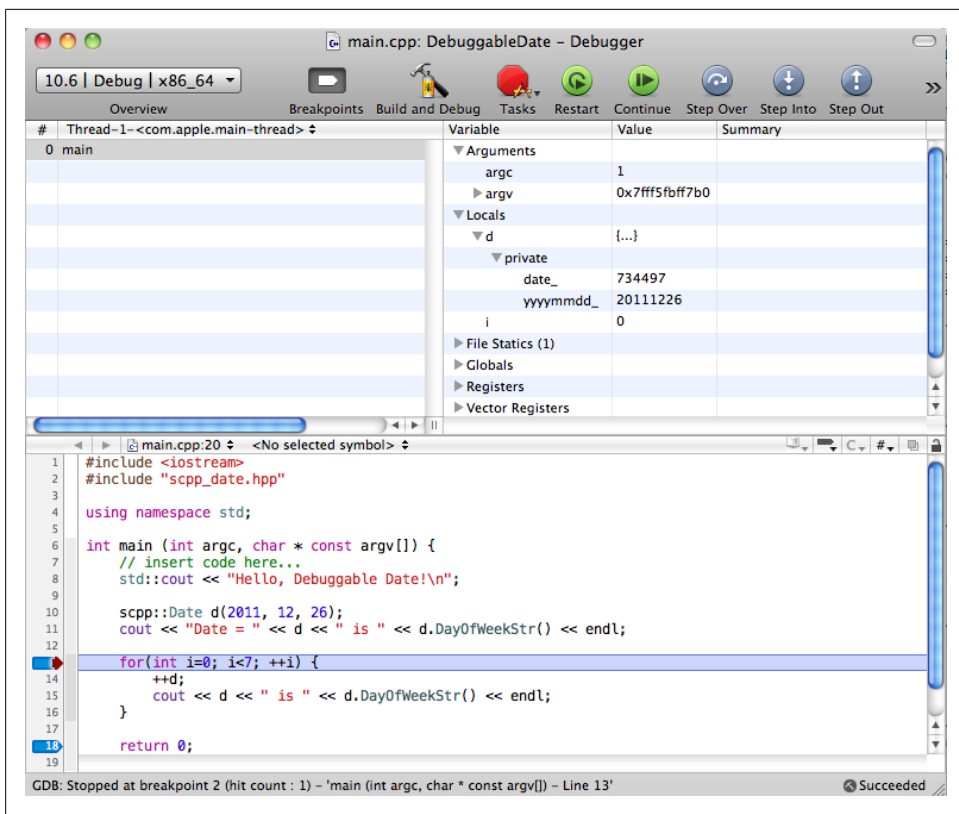 main.cpp: DebuggableDate – Debugger
10.6 | Debug | x86_64
Overview Breakpoints Build and Debug Tasks Restart Continue Step Over Step Into Step Out
»
# Thread-1-<com.apple.main-thread> Variable Value Summary
0 main
Arguments
argc 1
argv 0x7fff5fbff7b0
Locals
d {...}
private
date_ 734497
yyyymmdd_ 20111226
i 0
File Statics (1)
Globals
Registers
Vector Registers
main.cpp:20 <No selected symbol> C #
1 #include <iostream>
2 #include "scpp_date.hpp"
3
4 using namespace std;
5
6 int main (int argc, char * const argv[]) {
7 // insert code here...
8 std::cout << "Hello, Debuggable Date!\n";
9
10 scpp::Date d(2011, 12, 26);
11 cout << "Date = " << d << " is " << d.DayOfWeekStr() << endl;
12
for(int i=0; i<7; ++i) {
14 ++d;
15 cout << d << " is " << d.DayOfWeekStr() << endl;
16 }
17
18 return 0;
19
GDB: Stopped at breakpoint 2 (hit count : 1) – 'main (int argc, char * const argv[]) – Line 13' Succeeded